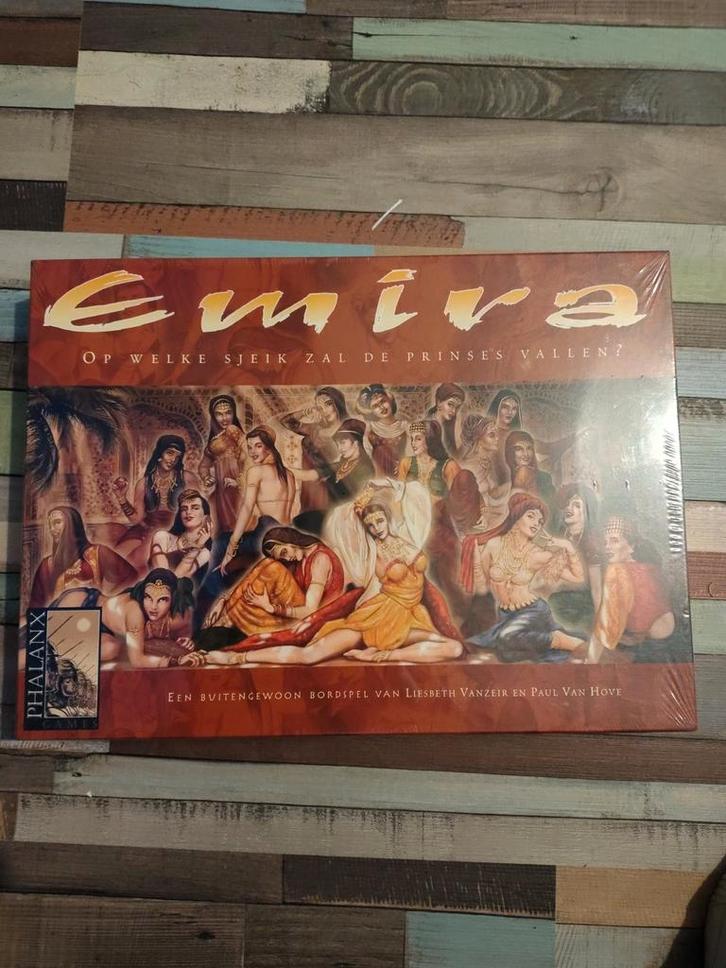 Emira
Op welke sjeik zal de prinses vallen?
PHALANX
GAMES
Een buitengewoon bordspel van Liesbeth Vanzeir en Paul Van Hove